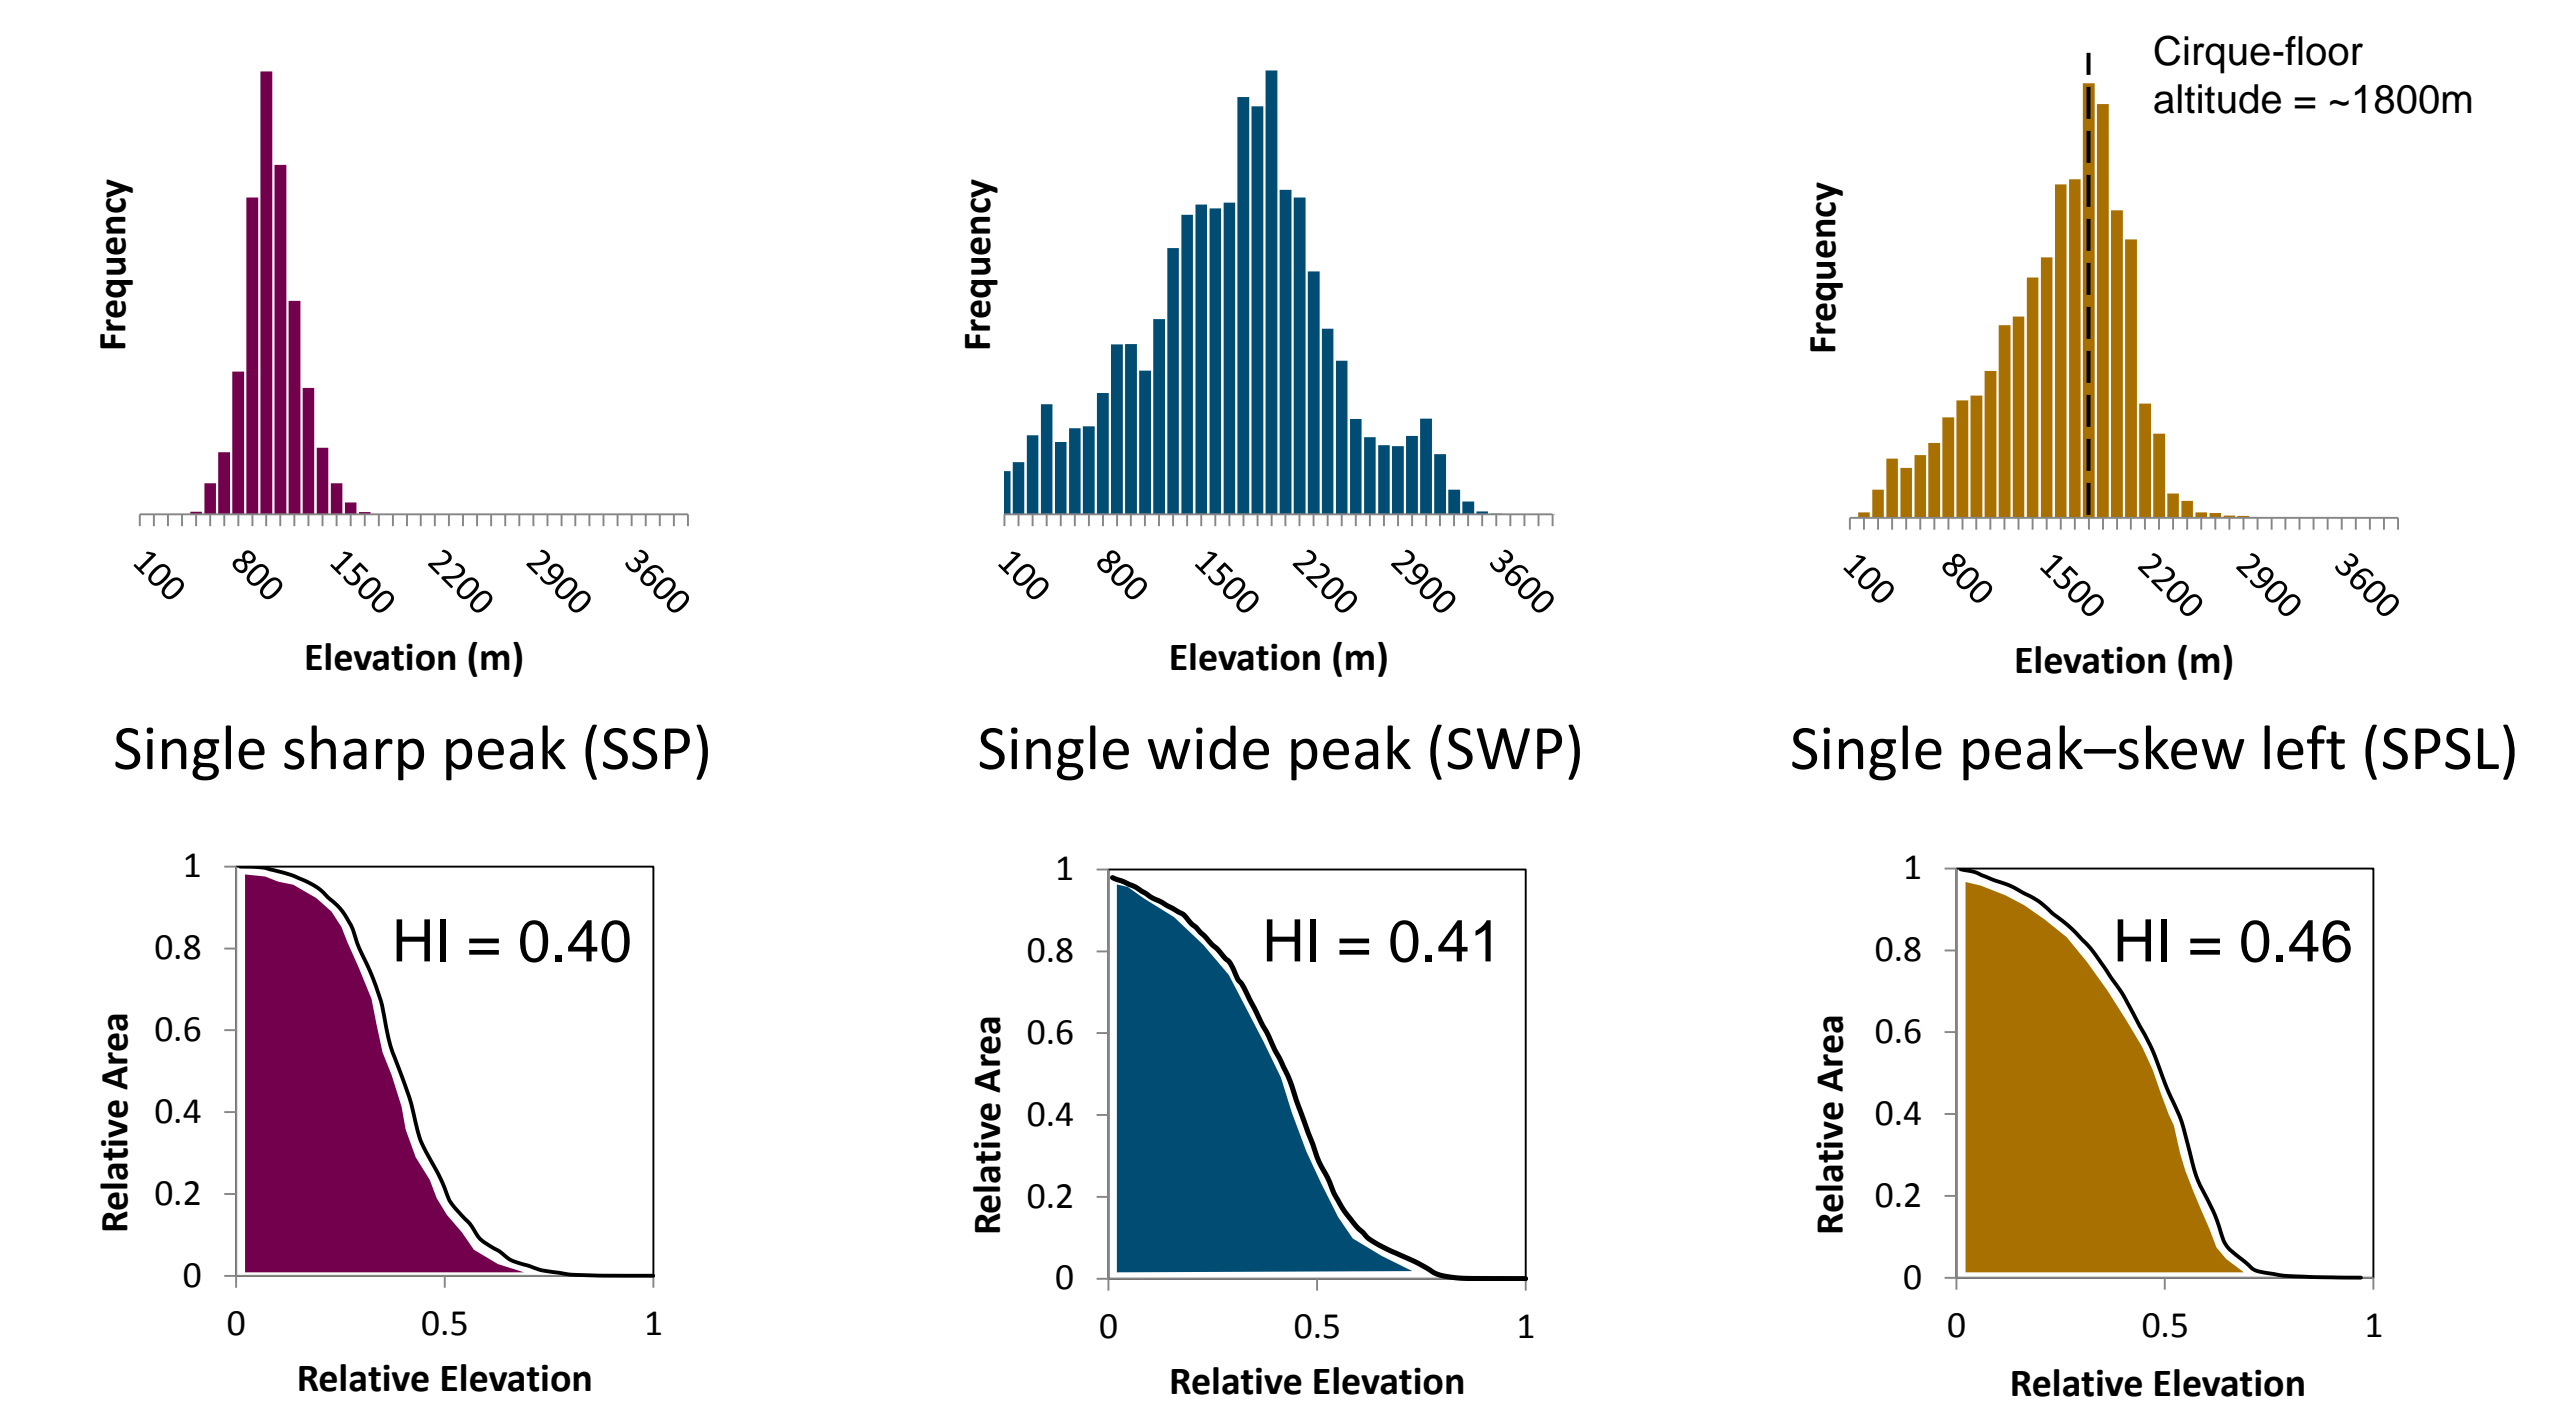 Cirque-floor
altitude = ~1800m
Frequency
100 800 1500 2200 2900 3600
Elevation (m)
Single sharp peak (SSP)
Frequency
100 800 1500 2200 2900 3600
Elevation (m)
Single wide peak (SWP)
Frequency
100 800 1500 2200 2900 3600
Elevation (m)
Single peak–skew left (SPSL)
HI = 0.40
Relative Area
1
0.8
0.6
0.4
0.2
0
0 0.5 1
Relative Elevation
HI = 0.41
Relative Area
1
0.8
0.6
0.4
0.2
0
0 0.5 1
Relative Elevation
HI = 0.46
Relative Area
1
0.8
0.6
0.4
0.2
0
0 0.5 1
Relative Elevation